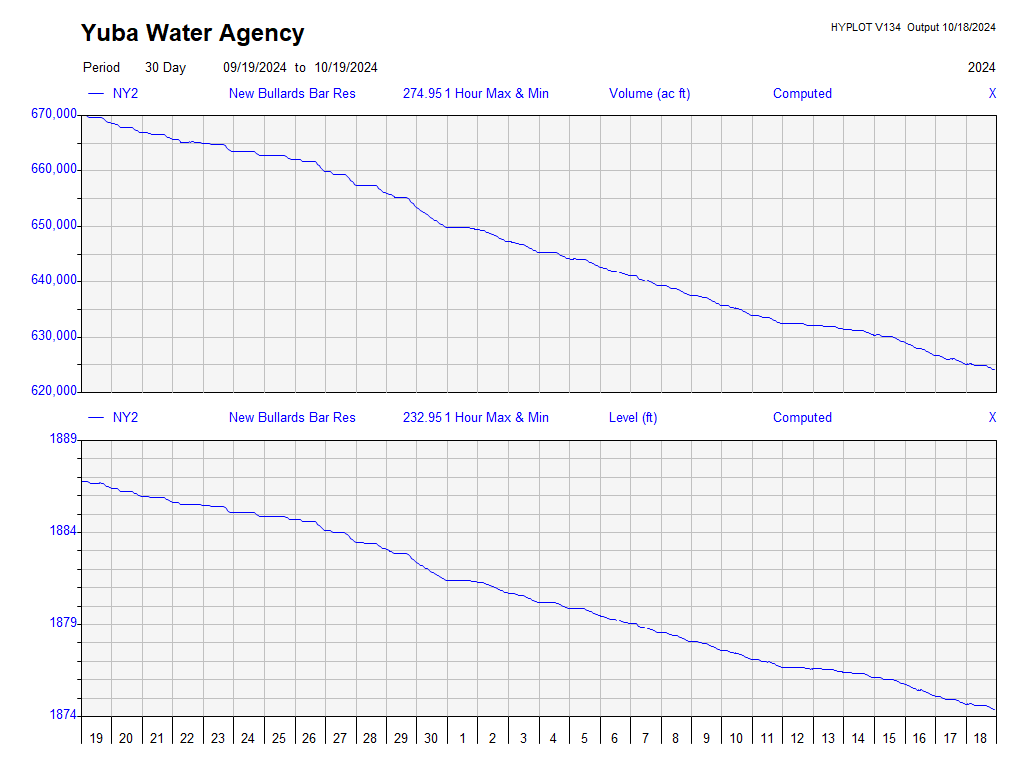 Yuba Water Agency
HYPLOT V134 Output 10/18/2024
Period 30 Day 09/19/2024 to 10/19/2024 2024
NY2 New Bullards Bar Res 274.95 1 Hour Max & Min Volume (ac ft) Computed X
670,000
660,000
650,000
640,000
630,000
620,000
NY2 New Bullards Bar Res 232.95 1 Hour Max & Min Level (ft) Computed X
1889
1884
1879
1874
19 20 21 22 23 24 25 26 27 28 29 30 1 2 3 4 5 6 7 8 9 10 11 12 13 14 15 16 17 18